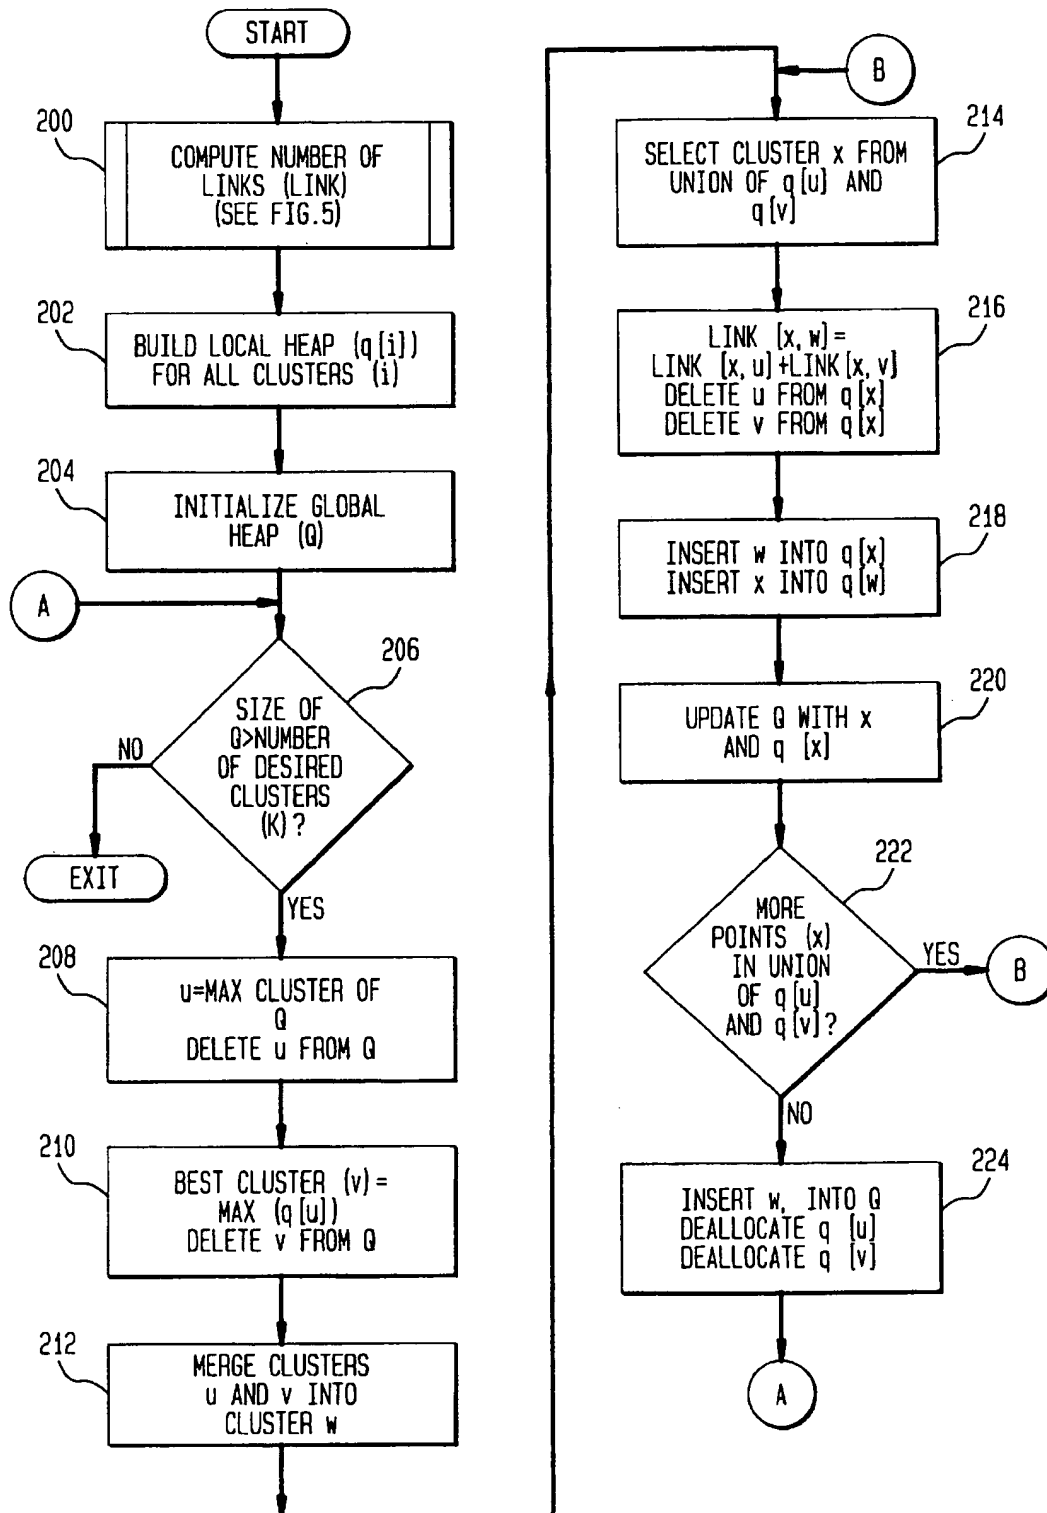 START
200
COMPUTE NUMBER OF
LINKS (LINK)
(SEE FIG.5)
202
BUILD LOCAL HEAP (q[i])
FOR ALL CLUSTERS (i)
204
INITIALIZE GLOBAL
HEAP (Q)
A
206
SIZE OF
Q>NUMBER
OF DESIRED
CLUSTERS
(K)?
NO
EXIT
YES
208
u=MAX CLUSTER OF
Q
DELETE u FROM Q
210
BEST CLUSTER (v)=
MAX (q[u])
DELETE v FROM Q
212
MERGE CLUSTERS
u AND v INTO
CLUSTER w
B
214
SELECT CLUSTER x FROM
UNION OF q[u] AND
q[v]
216
LINK [x,w]=
LINK [x,u]+LINK[x,v]
DELETE u FROM q[x]
DELETE v FROM q[x]
218
INSERT w INTO q[x]
INSERT x INTO q[w]
220
UPDATE Q WITH x
AND q [x]
222
MORE
POINTS (x)
IN UNION
OF q[u]
AND q[v]?
YES
B
NO
224
INSERT w, INTO Q
DEALLOCATE q [u]
DEALLOCATE q [v]
A